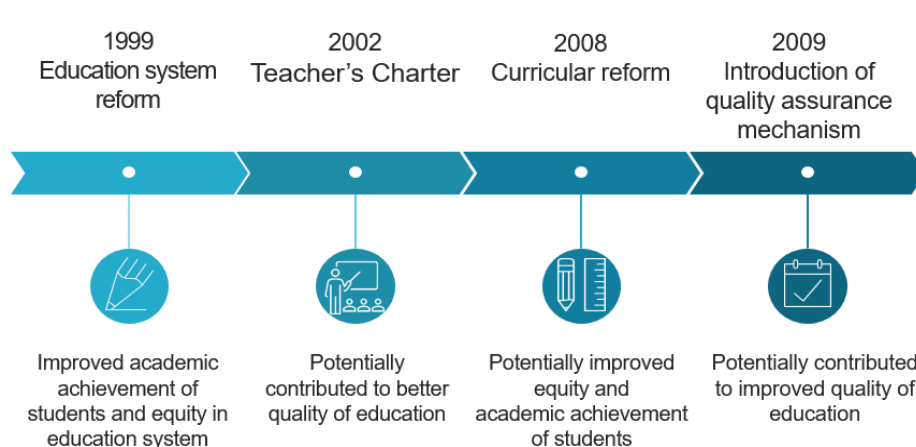 1999
Education system
reform
2002
Teacher's Charter
2008
Curricular reform
2009
Introduction of
quality assurance
mechanism
Improved academic
achievement of
students and equity in
education system
Potentially
contributed to better
quality of education
Potentially improved
equity and
academic achievement
of students
Potentially contributed
to improved quality of
education